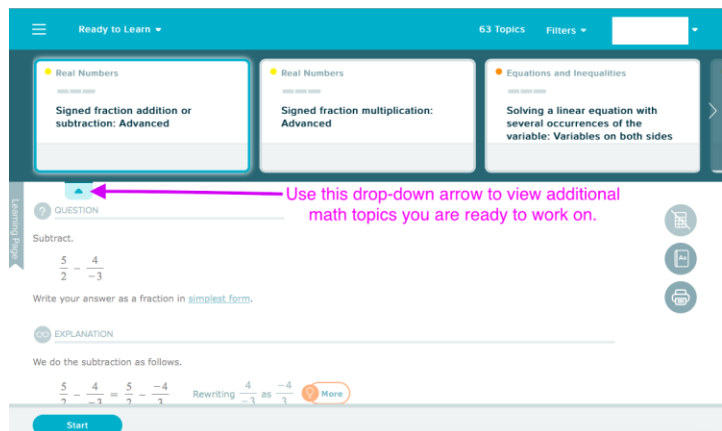 Ready to Learn
63 Topics
Filters
Real Numbers
Signed fraction addition or
subtraction: Advanced
Real Numbers
Signed fraction multiplication:
Advanced
Equations and Inequalities
Solving a linear equation with
several occurrences of the
variable: Variables on both sides
Use this drop-down arrow to view additional
math topics you are ready to work on.
Learning Page
? QUESTION
Subtract.
5/2 − 4/−3
Write your answer as a fraction in simplest form.
EXPLANATION
We do the subtraction as follows.
5/2 − 4/−3 = 5/2 − −4/3 Rewriting 4/−3 as −4/3 More
Start